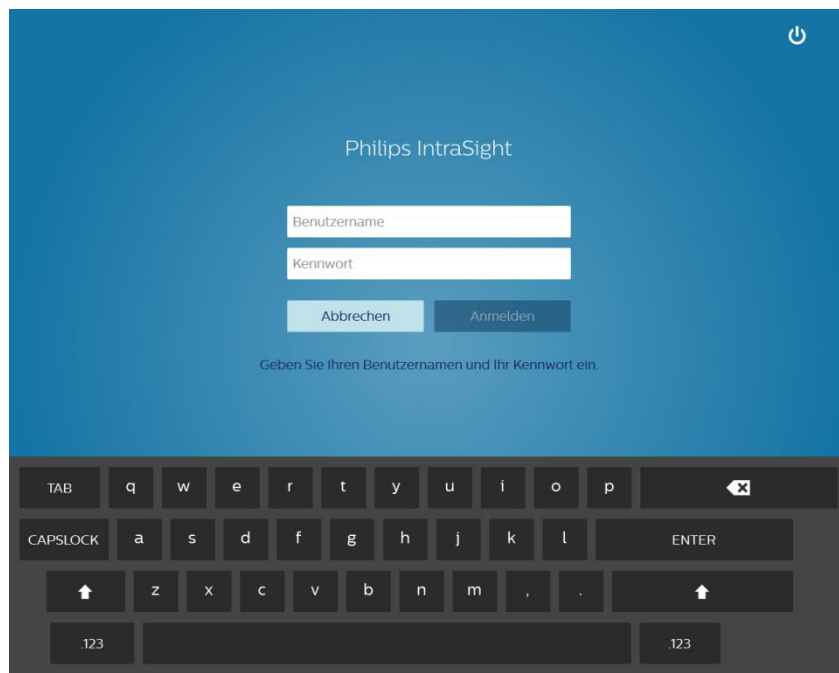 Philips IntraSight
Benutzername
Kennwort
Abbrechen Anmelden
Geben Sie Ihren Benutzernamen und Ihr Kennwort ein.
TAB q w e r t y u i o p
CAPSLOCK a s d f g h j k l ENTER
z x c v b n m , .
.123 .123